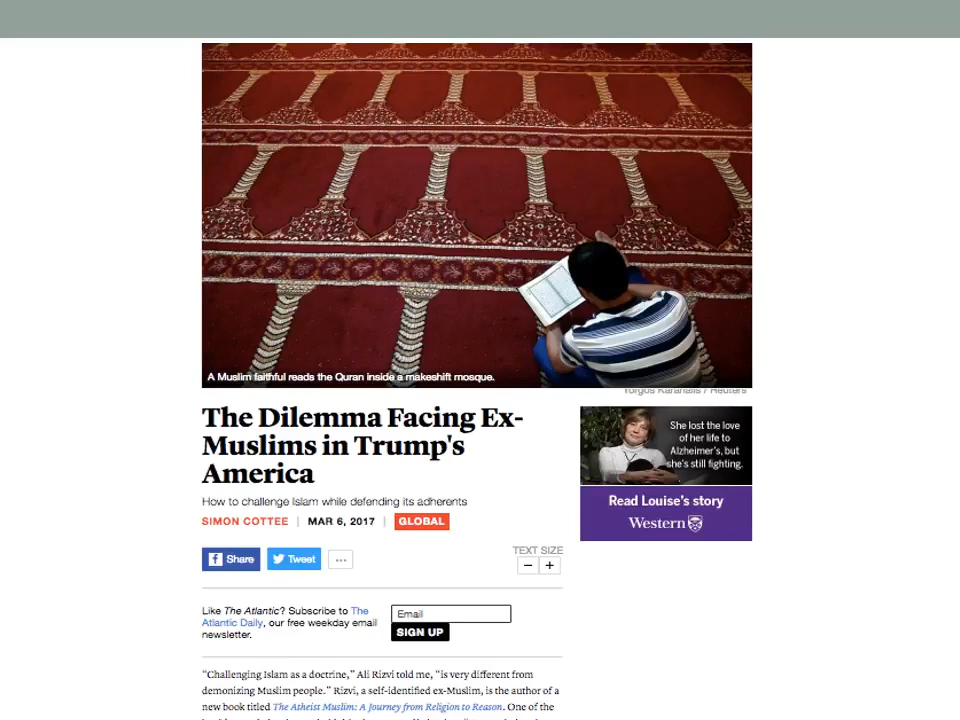 A Muslim faithful reads the Quran inside a makeshift mosque.
Yorgos Karahalis / Reuters
The Dilemma Facing Ex-
Muslims in Trump's
America
How to challenge Islam while defending its adherents
SIMON COTTEE | MAR 6, 2017 | GLOBAL
Share Tweet ...
TEXT SIZE
− +
Like The Atlantic? Subscribe to The
Atlantic Daily, our free weekday email
newsletter.
Email
SIGN UP
“Challenging Islam as a doctrine,” Ali Rizvi told me, “is very different from
demonizing Muslim people.” Rizvi, a self-identified ex-Muslim, is the author of a
new book titled The Atheist Muslim: A Journey from Religion to Reason. One of the
She lost the love
of her life to
Alzheimer's, but
she's still fighting.
Read Louise's story
Western